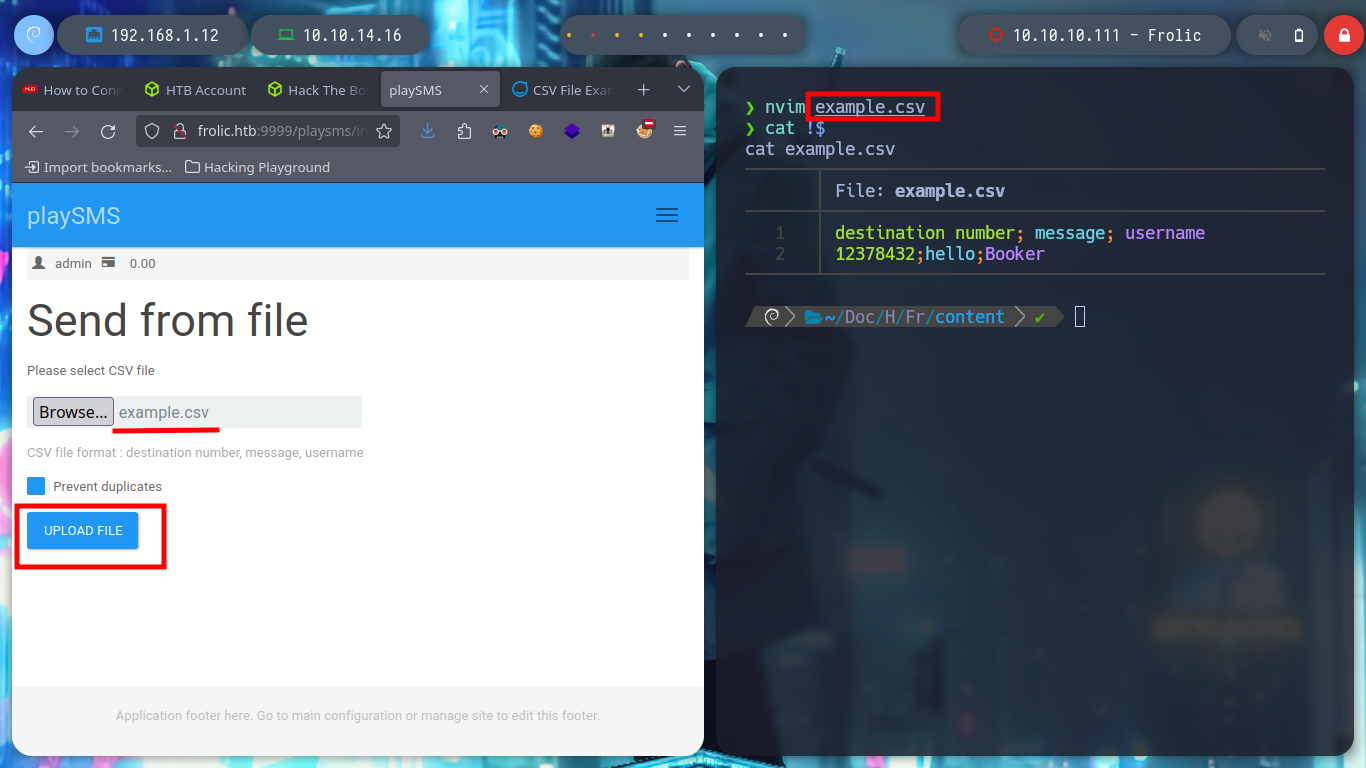 192.168.1.12
10.10.14.16
10.10.10.111 - Frolic
How to Conn
HTB Account
Hack The Bo
playSMS
CSV File Exar
frolic.htb:9999/playsms/in
Import bookmarks...
Hacking Playground
playSMS
admin
0.00
Send from file
Please select CSV file
Browse...
example.csv
CSV file format : destination number, message, username
Prevent duplicates
UPLOAD FILE
Application footer here. Go to main configuration or manage site to edit this footer.
❯ nvim example.csv
❯ cat !$
cat example.csv
File: example.csv
1 destination number; message; username
2 12378432;hello;Booker
~/Doc/H/Fr/content ✔